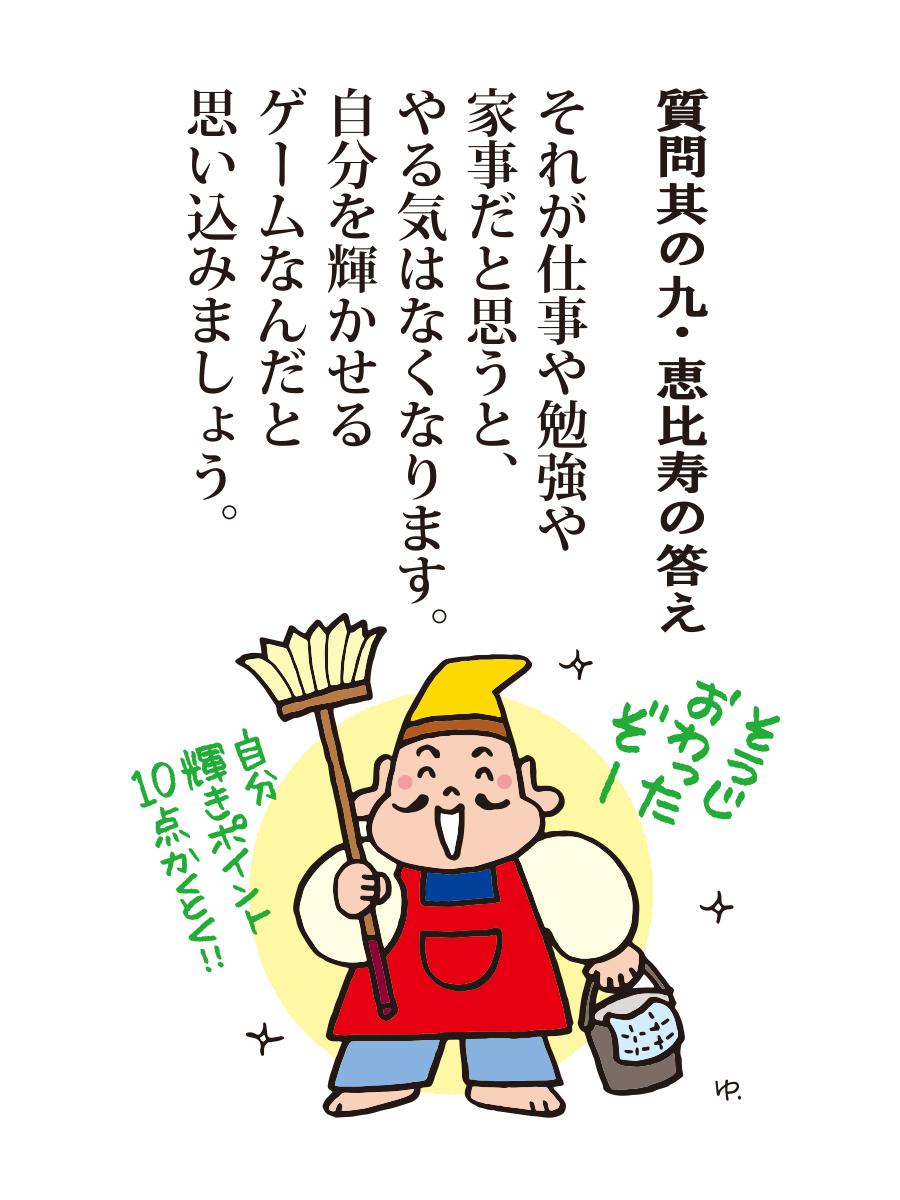 質問其の九・恵比寿の答え
それが仕事や勉強や
家事だと思うと、
やる気はなくなります。
自分を輝かせる
ゲームなんだと
思い込みましょう。
そうじ
おわった
ぞー
自分
輝きポイント
10点かくとく!!
ゆ.